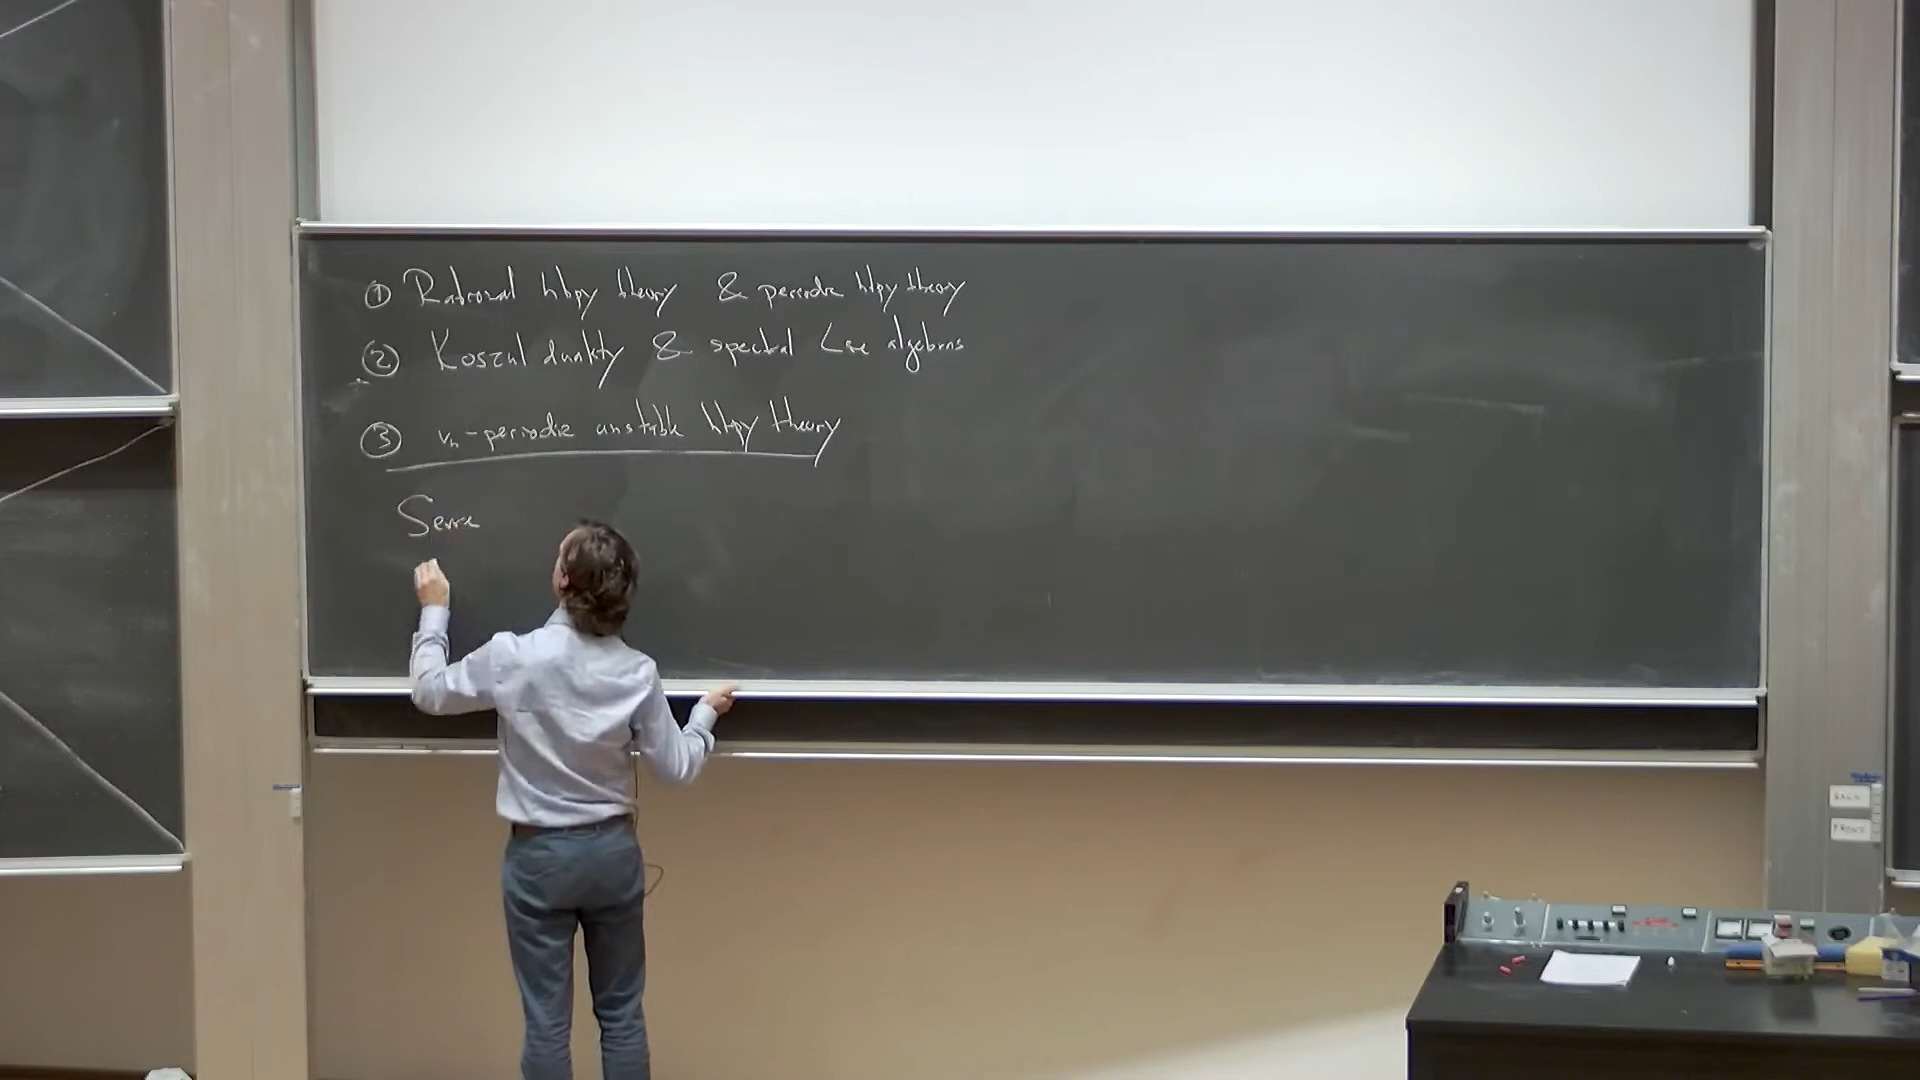 ① Rational htpy theory & periodic htpy theory
② Koszul duality & spectral Lie algebras
③ vₙ-periodic unstable htpy theory
Serre